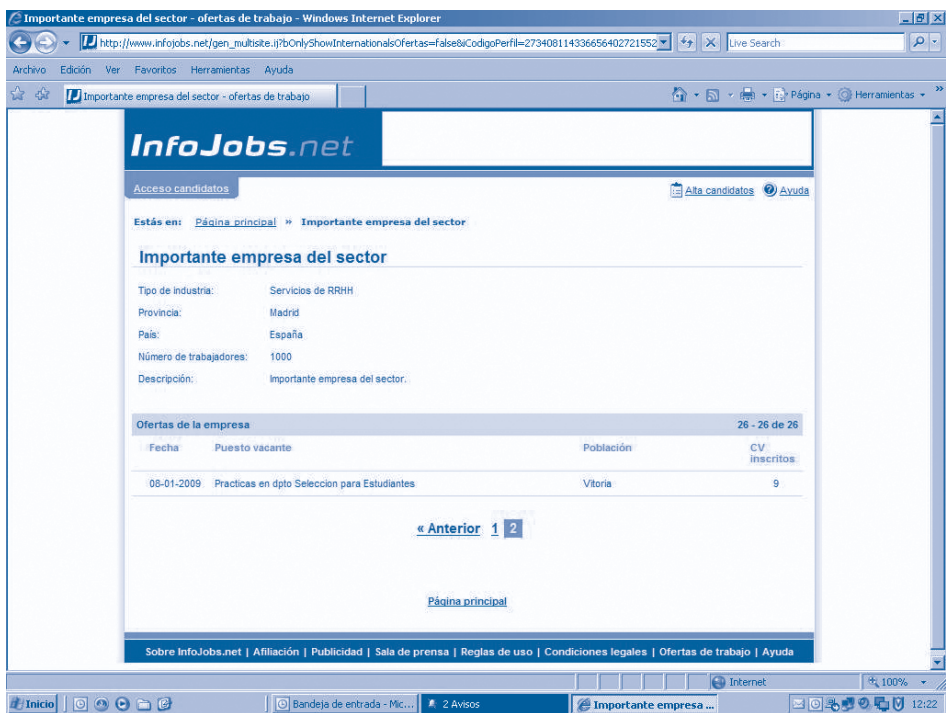 Importante empresa del sector - ofertas de trabajo - Windows Internet Explorer
http://www.infojobs.net/gen_multisite.ij?bOnlyShowInternationalsOfertas=false&iCodigoPerfil=273408114336656402721552
Live Search
Archivo Edición Ver Favoritos Herramientas Ayuda
Importante empresa del sector - ofertas de trabajo
Página Herramientas
InfoJobs.net
Acceso candidatos
Alta candidatos Ayuda
Estás en: Página principal » Importante empresa del sector
Importante empresa del sector
Tipo de industria: Servicios de RRHH
Provincia: Madrid
País: España
Número de trabajadores: 1000
Descripción: Importante empresa del sector.
Ofertas de la empresa 26 - 26 de 26
Fecha Puesto vacante Población CV inscritos
08-01-2009 Practicas en dpto Seleccion para Estudiantes Vitoria 9
« Anterior 1 2
Página principal
Sobre InfoJobs.net | Afiliación | Publicidad | Sala de prensa | Reglas de uso | Condiciones legales | Ofertas de trabajo | Ayuda
Internet 100%
Inicio Bandeja de entrada - Mic... 2 Avisos Importante empresa ... 12:22